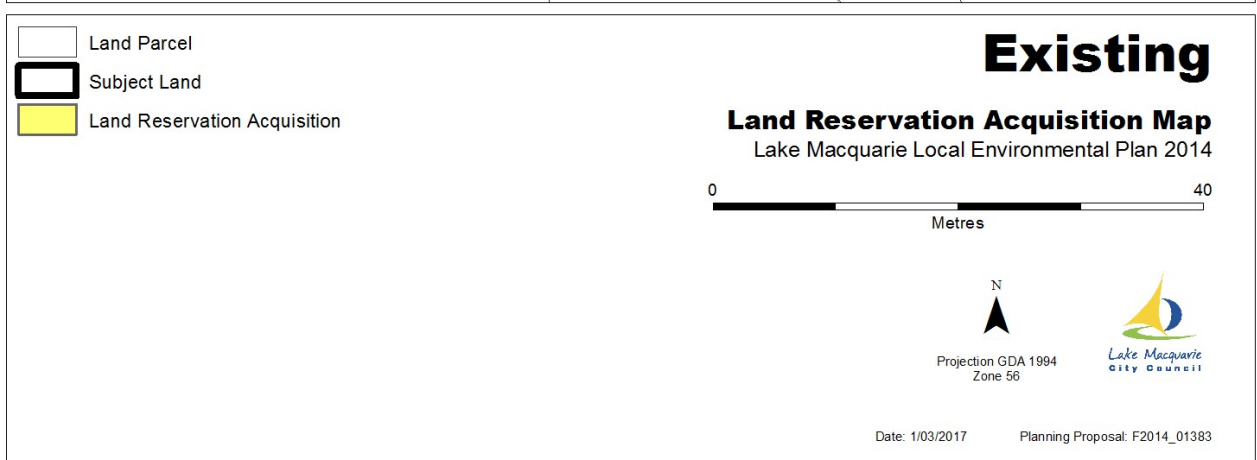 Land Parcel
Subject Land
Land Reservation Acquisition
Existing
Land Reservation Acquisition Map
Lake Macquarie Local Environmental Plan 2014
0 40
Metres
N
Projection GDA 1994
Zone 56
Lake Macquarie
City Council
Date: 1/03/2017 Planning Proposal: F2014_01383